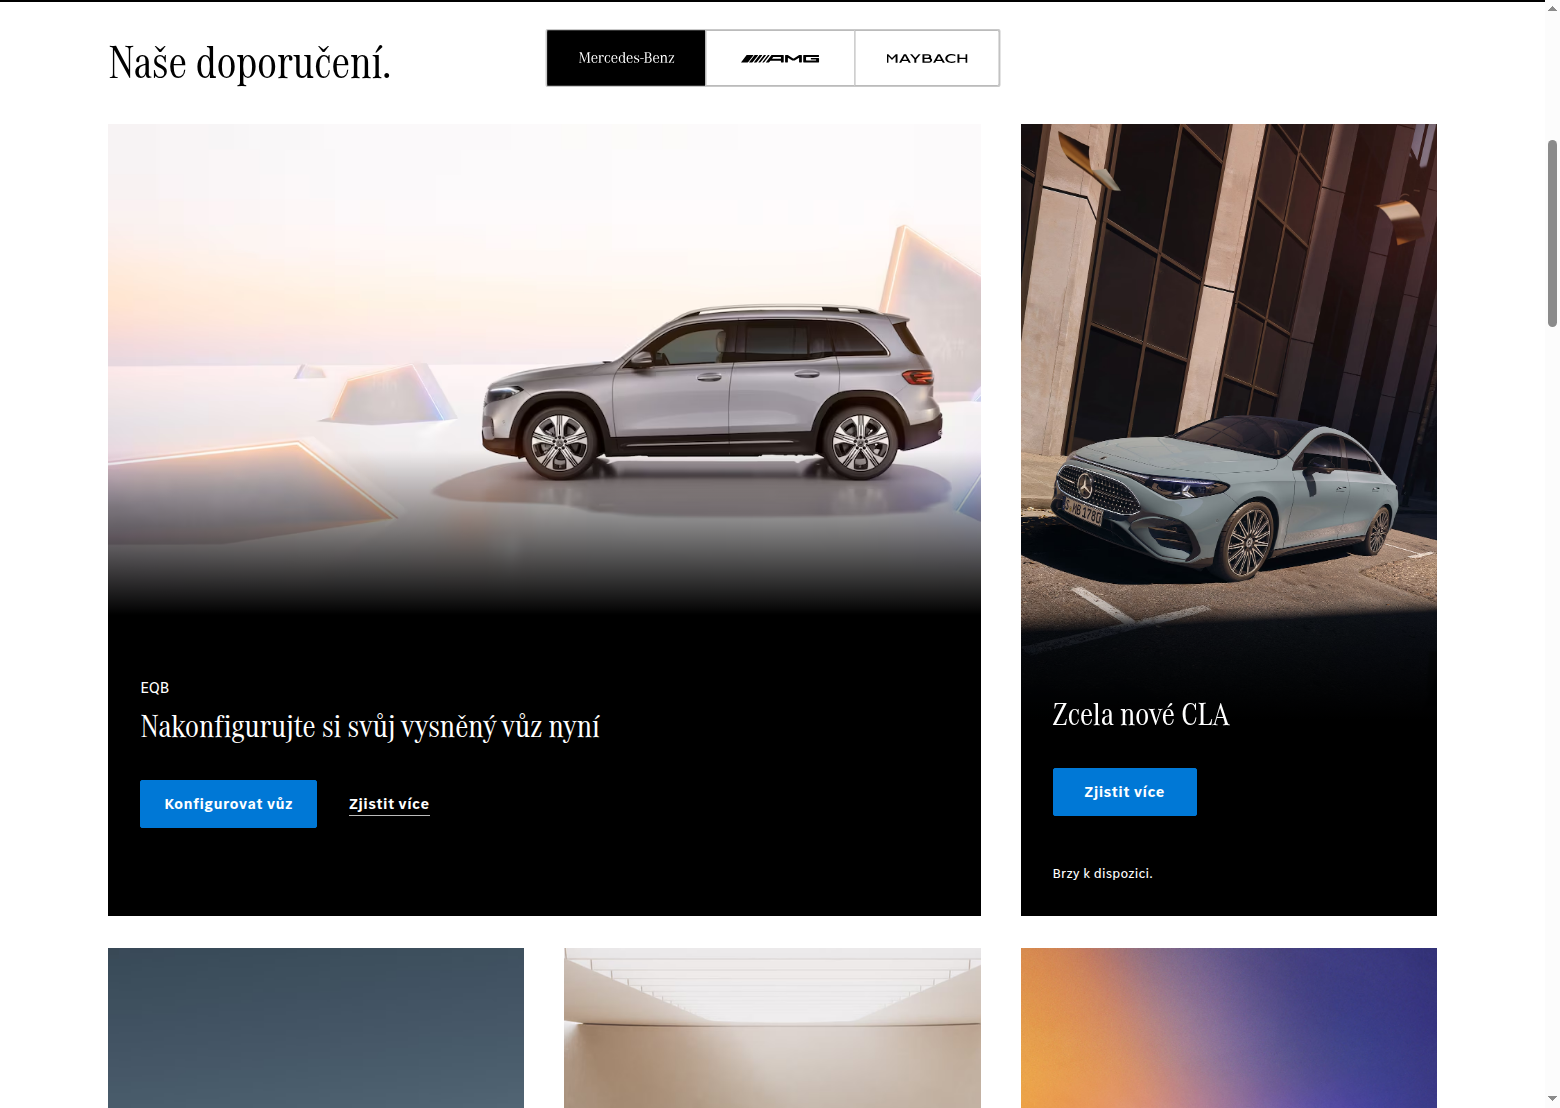 Naše doporučení.
Mercedes-Benz
AMG
MAYBACH
EQB
Nakonfigurujte si svůj vysněný vůz nyní
Konfigurovat vůz
Zjistit více
Zcela nové CLA
Zjistit více
Brzy k dispozici.